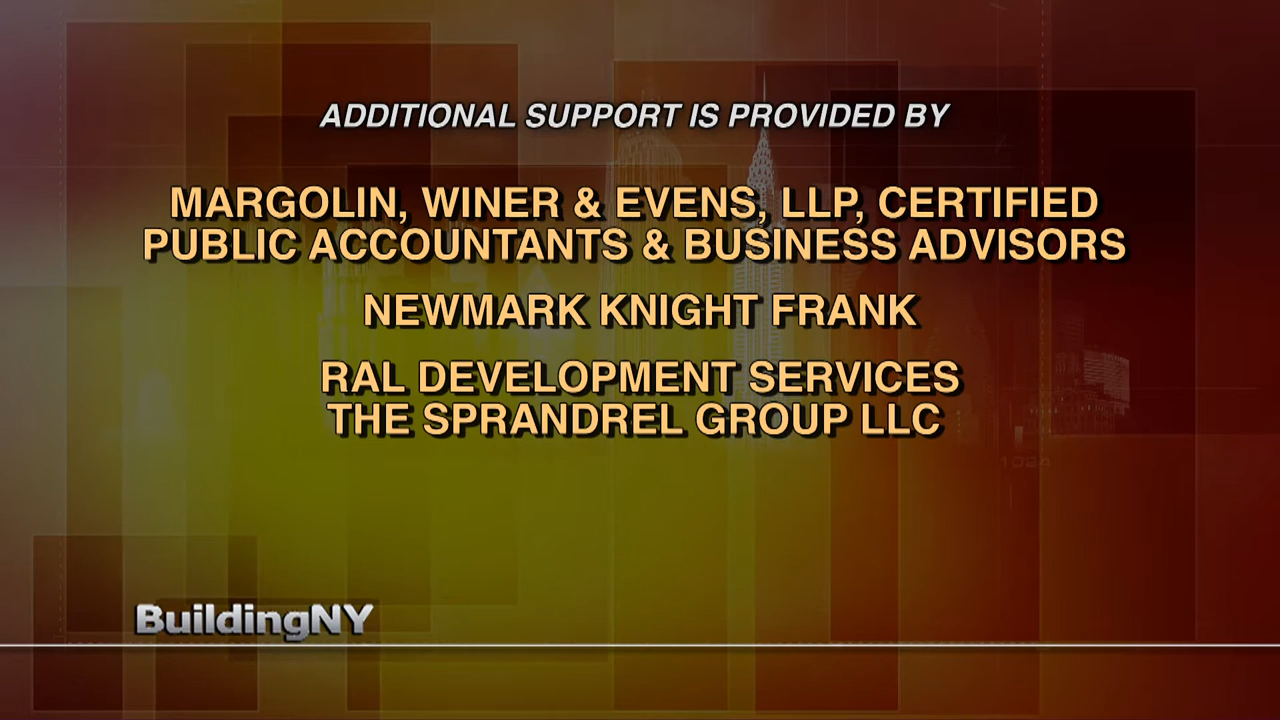 ADDITIONAL SUPPORT IS PROVIDED BY
MARGOLIN, WINER & EVENS, LLP, CERTIFIED
PUBLIC ACCOUNTANTS & BUSINESS ADVISORS
NEWMARK KNIGHT FRANK
RAL DEVELOPMENT SERVICES
THE SPRANDREL GROUP LLC
1024
BuildingNY